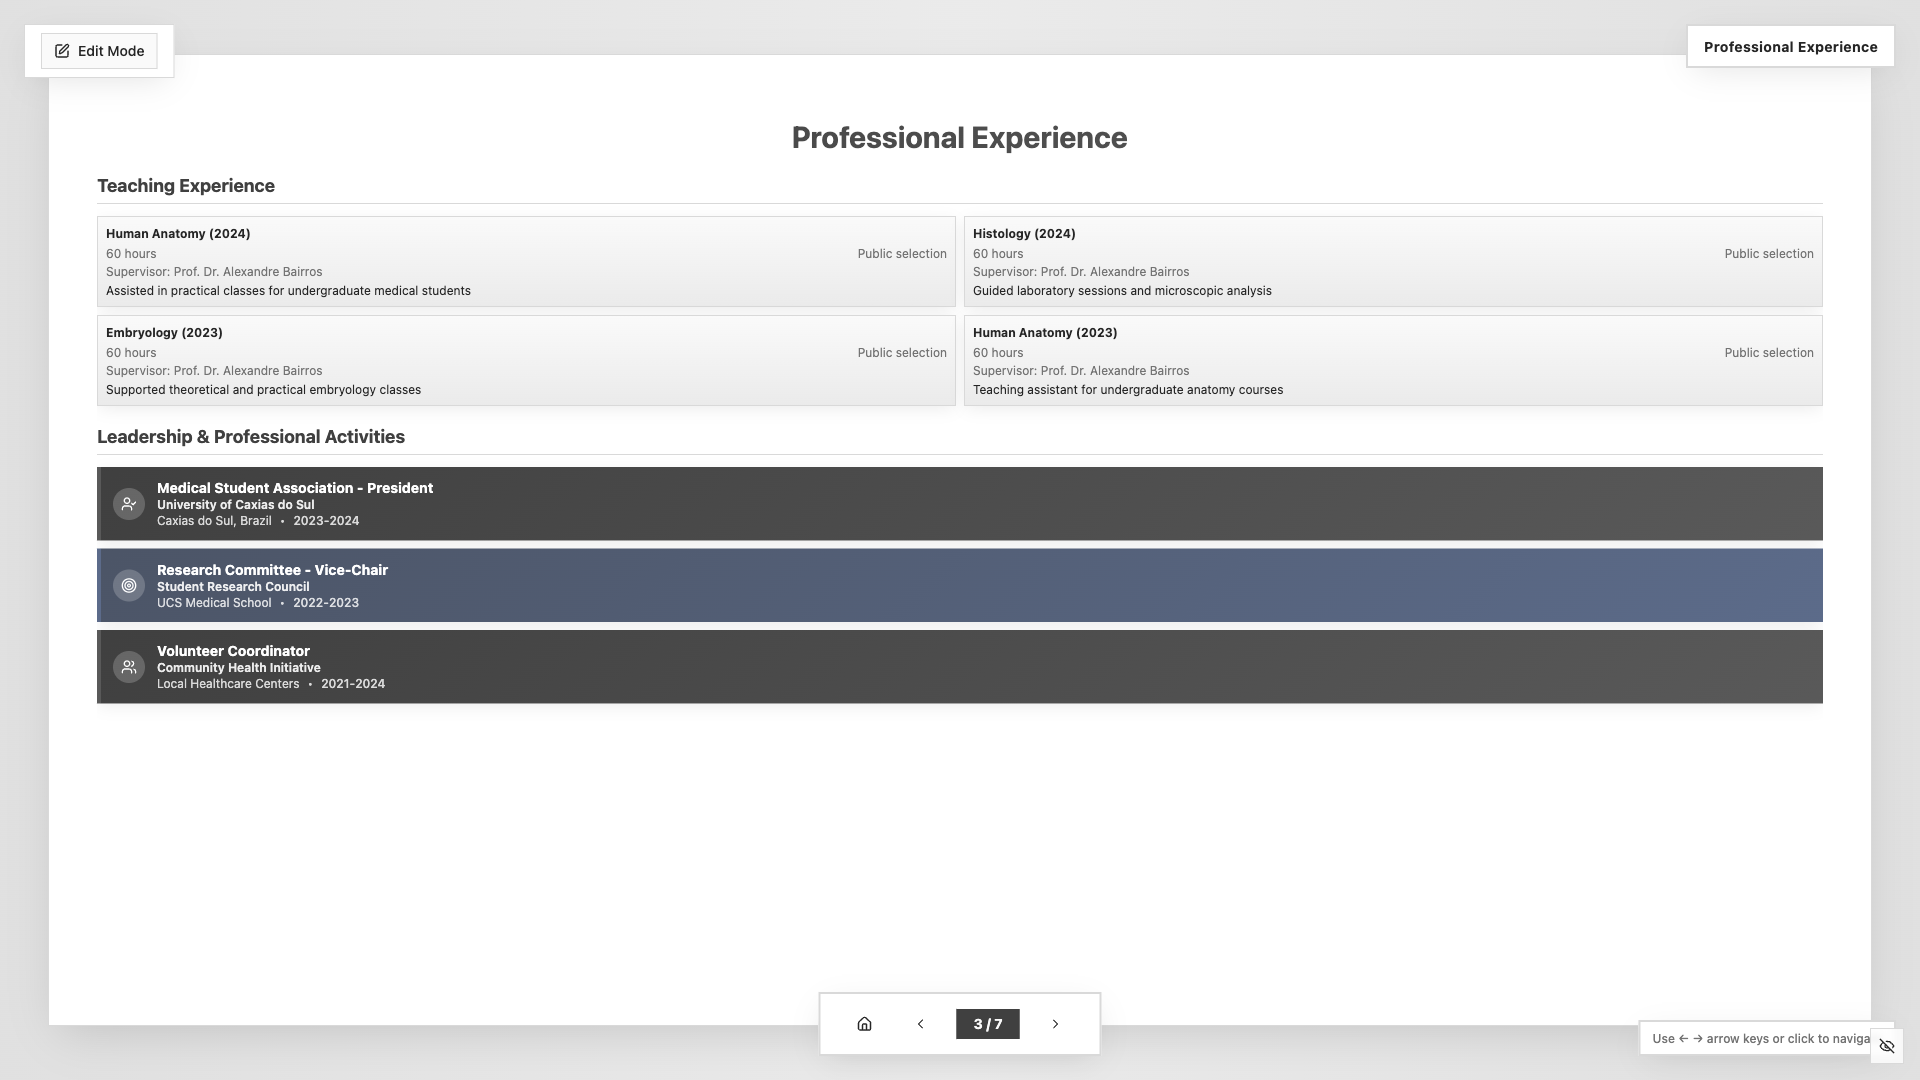 Edit Mode
Professional Experience
Professional Experience
Teaching Experience
Human Anatomy (2024)
60 hours Public selection
Supervisor: Prof. Dr. Alexandre Bairros
Assisted in practical classes for undergraduate medical students
Histology (2024)
60 hours Public selection
Supervisor: Prof. Dr. Alexandre Bairros
Guided laboratory sessions and microscopic analysis
Embryology (2023)
60 hours Public selection
Supervisor: Prof. Dr. Alexandre Bairros
Supported theoretical and practical embryology classes
Human Anatomy (2023)
60 hours Public selection
Supervisor: Prof. Dr. Alexandre Bairros
Teaching assistant for undergraduate anatomy courses
Leadership & Professional Activities
Medical Student Association - President
University of Caxias do Sul
Caxias do Sul, Brazil • 2023-2024
Research Committee - Vice-Chair
Student Research Council
UCS Medical School • 2022-2023
Volunteer Coordinator
Community Health Initiative
Local Healthcare Centers • 2021-2024
3 / 7
Use ← → arrow keys or click to naviga